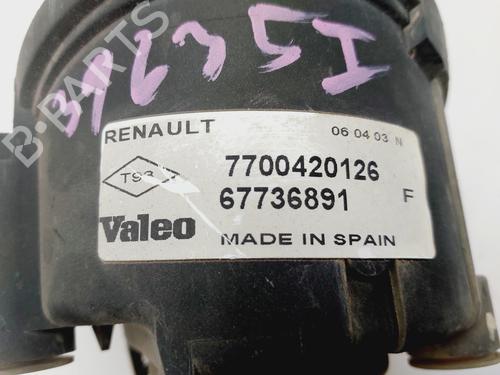 B-PARTS
RENAULT 06 04 03 N
7700420126
67736891 F
Valeo MADE IN SPAIN